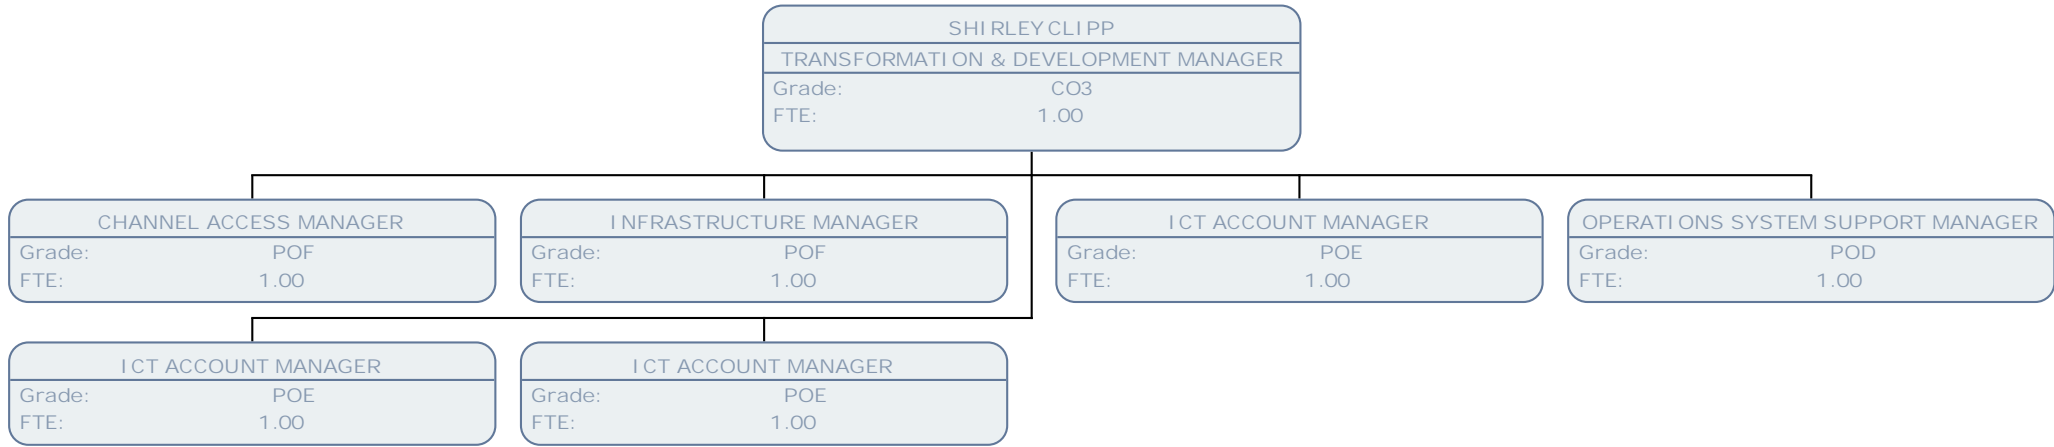 SHIRLEY CLIPP
TRANSFORMATION & DEVELOPMENT MANAGER
Grade: CO3
FTE: 1.00
CHANNEL ACCESS MANAGER
Grade: POF
FTE: 1.00
INFRASTRUCTURE MANAGER
Grade: POF
FTE: 1.00
ICT ACCOUNT MANAGER
Grade: POE
FTE: 1.00
OPERATIONS SYSTEM SUPPORT MANAGER
Grade: POD
FTE: 1.00
ICT ACCOUNT MANAGER
Grade: POE
FTE: 1.00
ICT ACCOUNT MANAGER
Grade: POE
FTE: 1.00